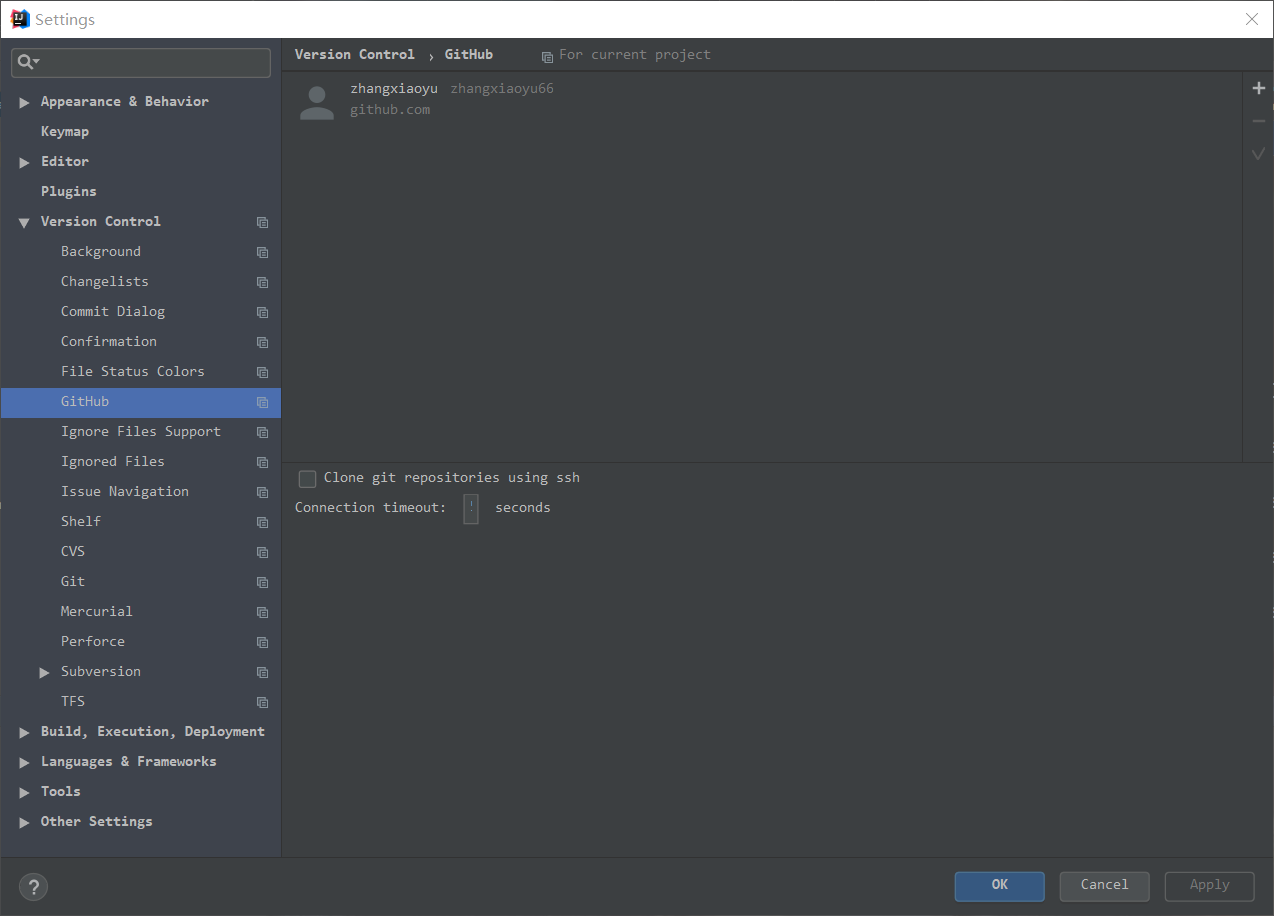 Settings
Version Control › GitHub For current project
Appearance & Behavior
Keymap
Editor
Plugins
Version Control
Background
Changelists
Commit Dialog
Confirmation
File Status Colors
GitHub
Ignore Files Support
Ignored Files
Issue Navigation
Shelf
CVS
Git
Mercurial
Perforce
Subversion
TFS
Build, Execution, Deployment
Languages & Frameworks
Tools
Other Settings
zhangxiaoyu zhangxiaoyu66
github.com
Clone git repositories using ssh
Connection timeout: seconds
?
OK
Cancel
Apply